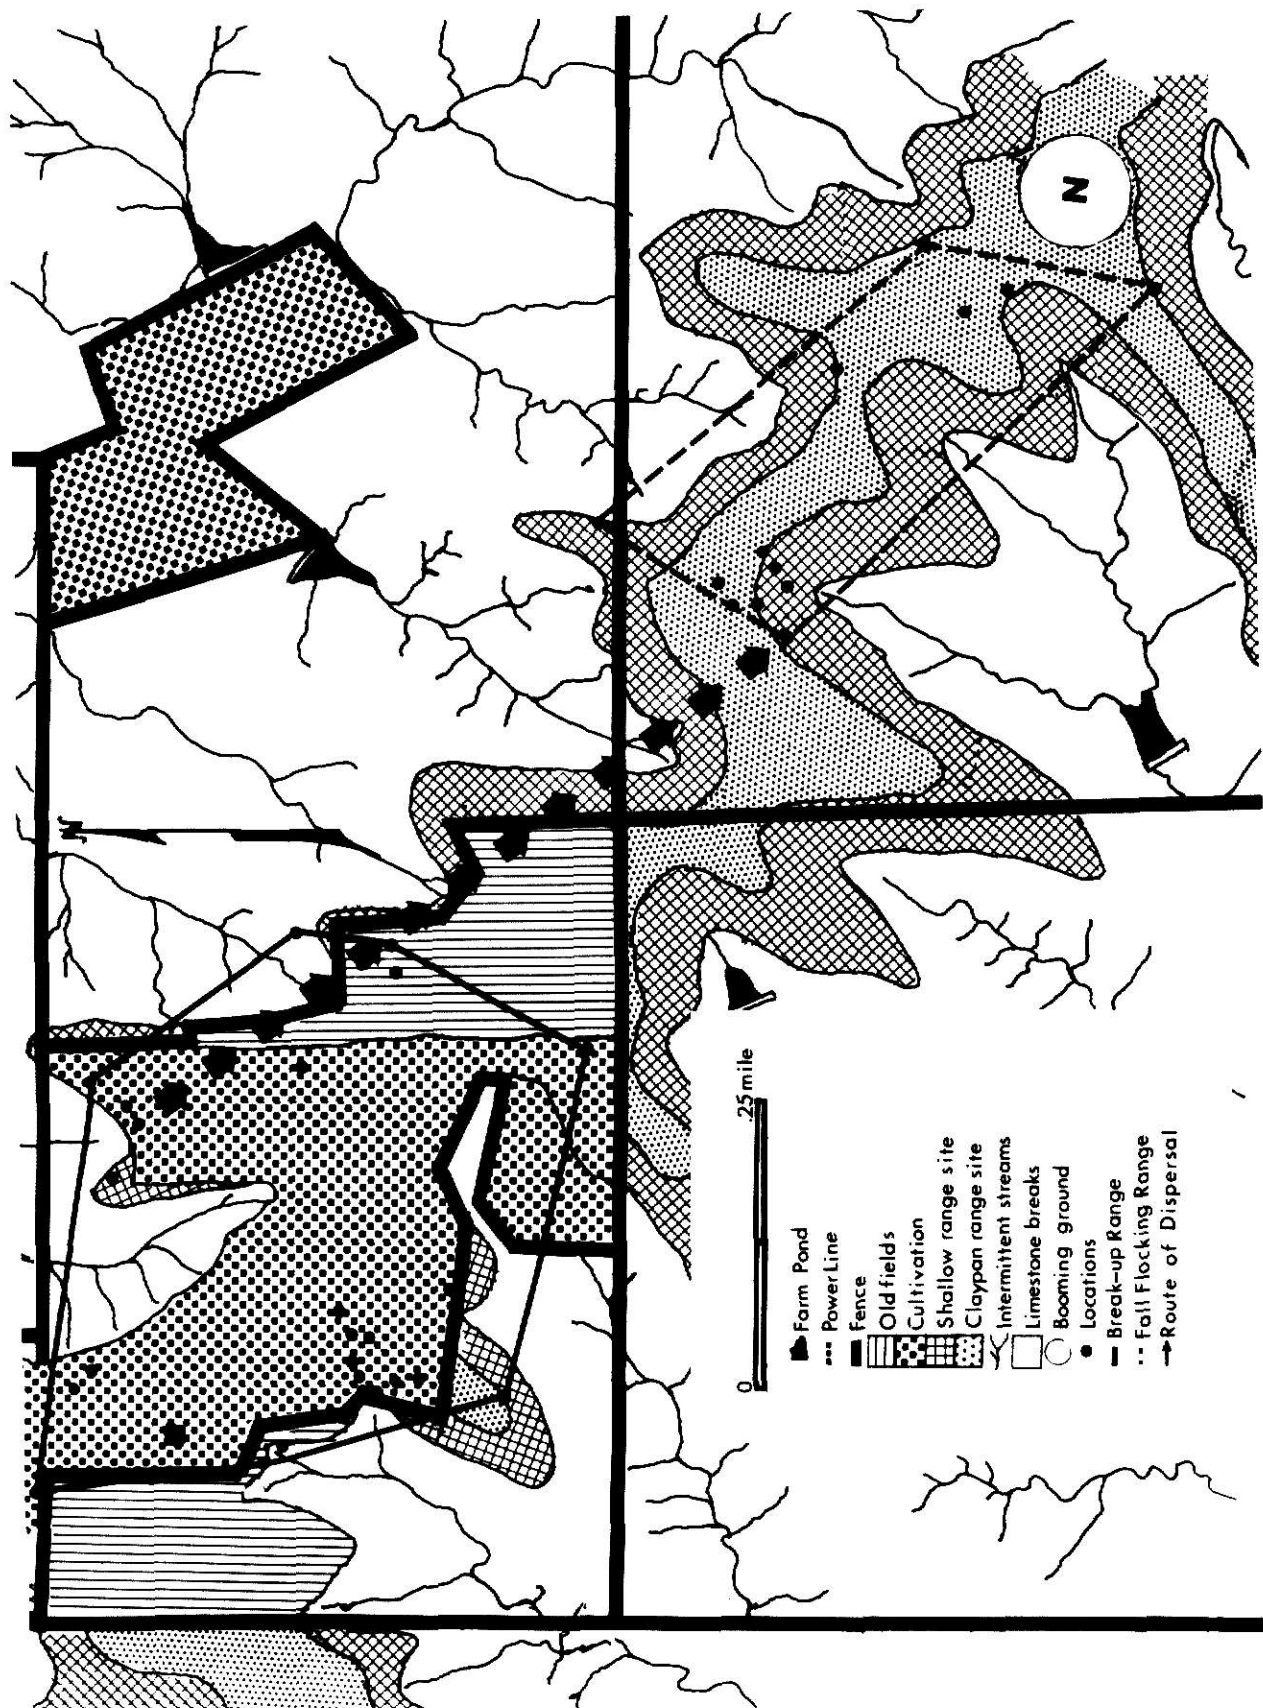 N
N
0 .25 mile
Farm Pond
Power Line
Fence
Old fields
Cultivation
Shallow range site
Claypan range site
Intermittent streams
Limestone breaks
Booming ground
Locations
Break-up Range
Fall Flocking Range
Route of Dispersal